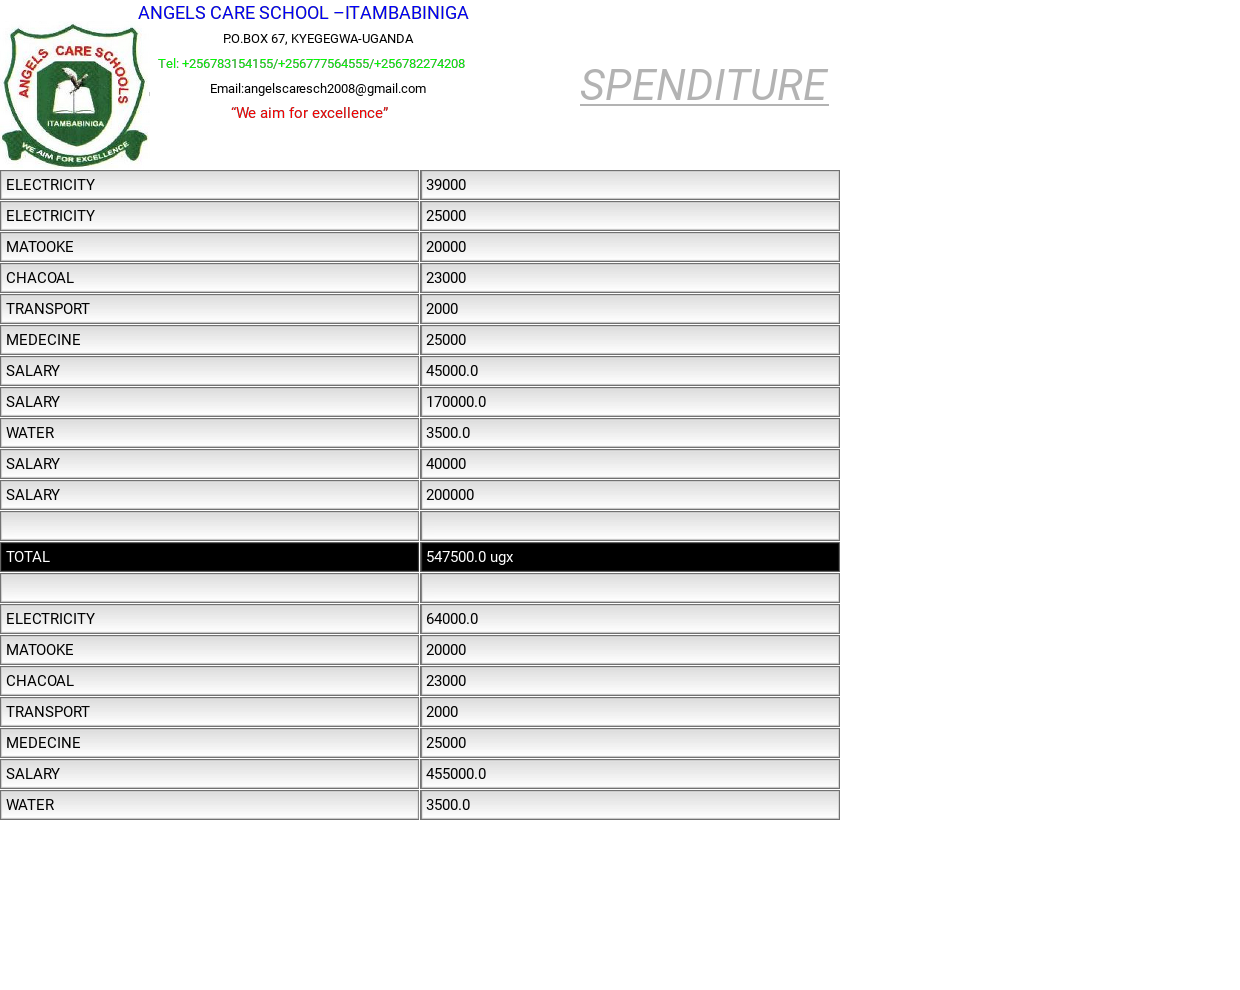 ANGELS CARE SCHOOL –ITAMBABINIGA
P.O.BOX 67, KYEGEGWA-UGANDA
Tel: +256783154155/+256777564555/+256782274208
Email:angelscaresch2008@gmail.com
“We aim for excellence”
ANGELS CARE SCHOOLS
ITAMBABINIGA
WE AIM FOR EXCELLENCE
SPENDITURE
ELECTRICITY 39000
ELECTRICITY 25000
MATOOKE 20000
CHACOAL 23000
TRANSPORT 2000
MEDECINE 25000
SALARY 45000.0
SALARY 170000.0
WATER 3500.0
SALARY 40000
SALARY 200000
TOTAL 547500.0 ugx
ELECTRICITY 64000.0
MATOOKE 20000
CHACOAL 23000
TRANSPORT 2000
MEDECINE 25000
SALARY 455000.0
WATER 3500.0